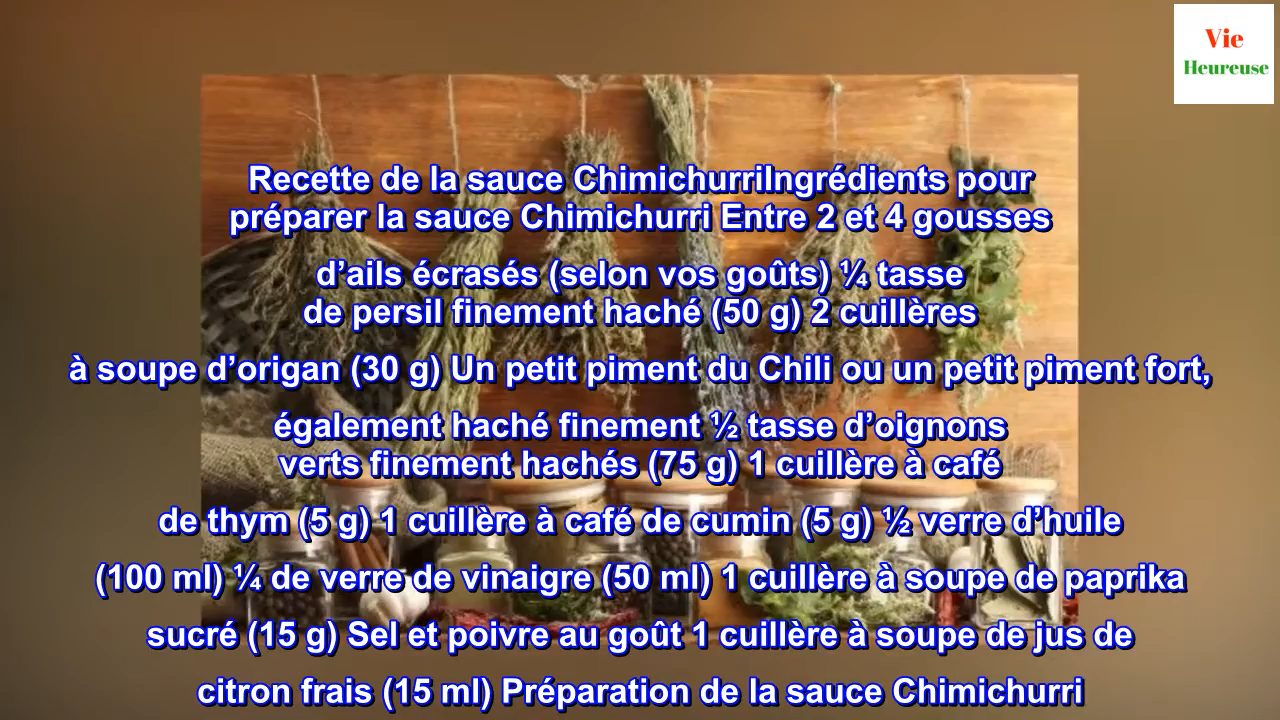 Vie
Heureuse
Recette de la sauce ChimichurriIngrédients pour
préparer la sauce Chimichurri Entre 2 et 4 gousses
d’ails écrasés (selon vos goûts) ¼ tasse
de persil finement haché (50 g) 2 cuillères
à soupe d’origan (30 g) Un petit piment du Chili ou un petit piment fort,
également haché finement ½ tasse d’oignons
verts finement hachés (75 g) 1 cuillère à café
de thym (5 g) 1 cuillère à café de cumin (5 g) ½ verre d’huile
(100 ml) ¼ de verre de vinaigre (50 ml) 1 cuillère à soupe de paprika
sucré (15 g) Sel et poivre au goût 1 cuillère à soupe de jus de
citron frais (15 ml) Préparation de la sauce Chimichurri